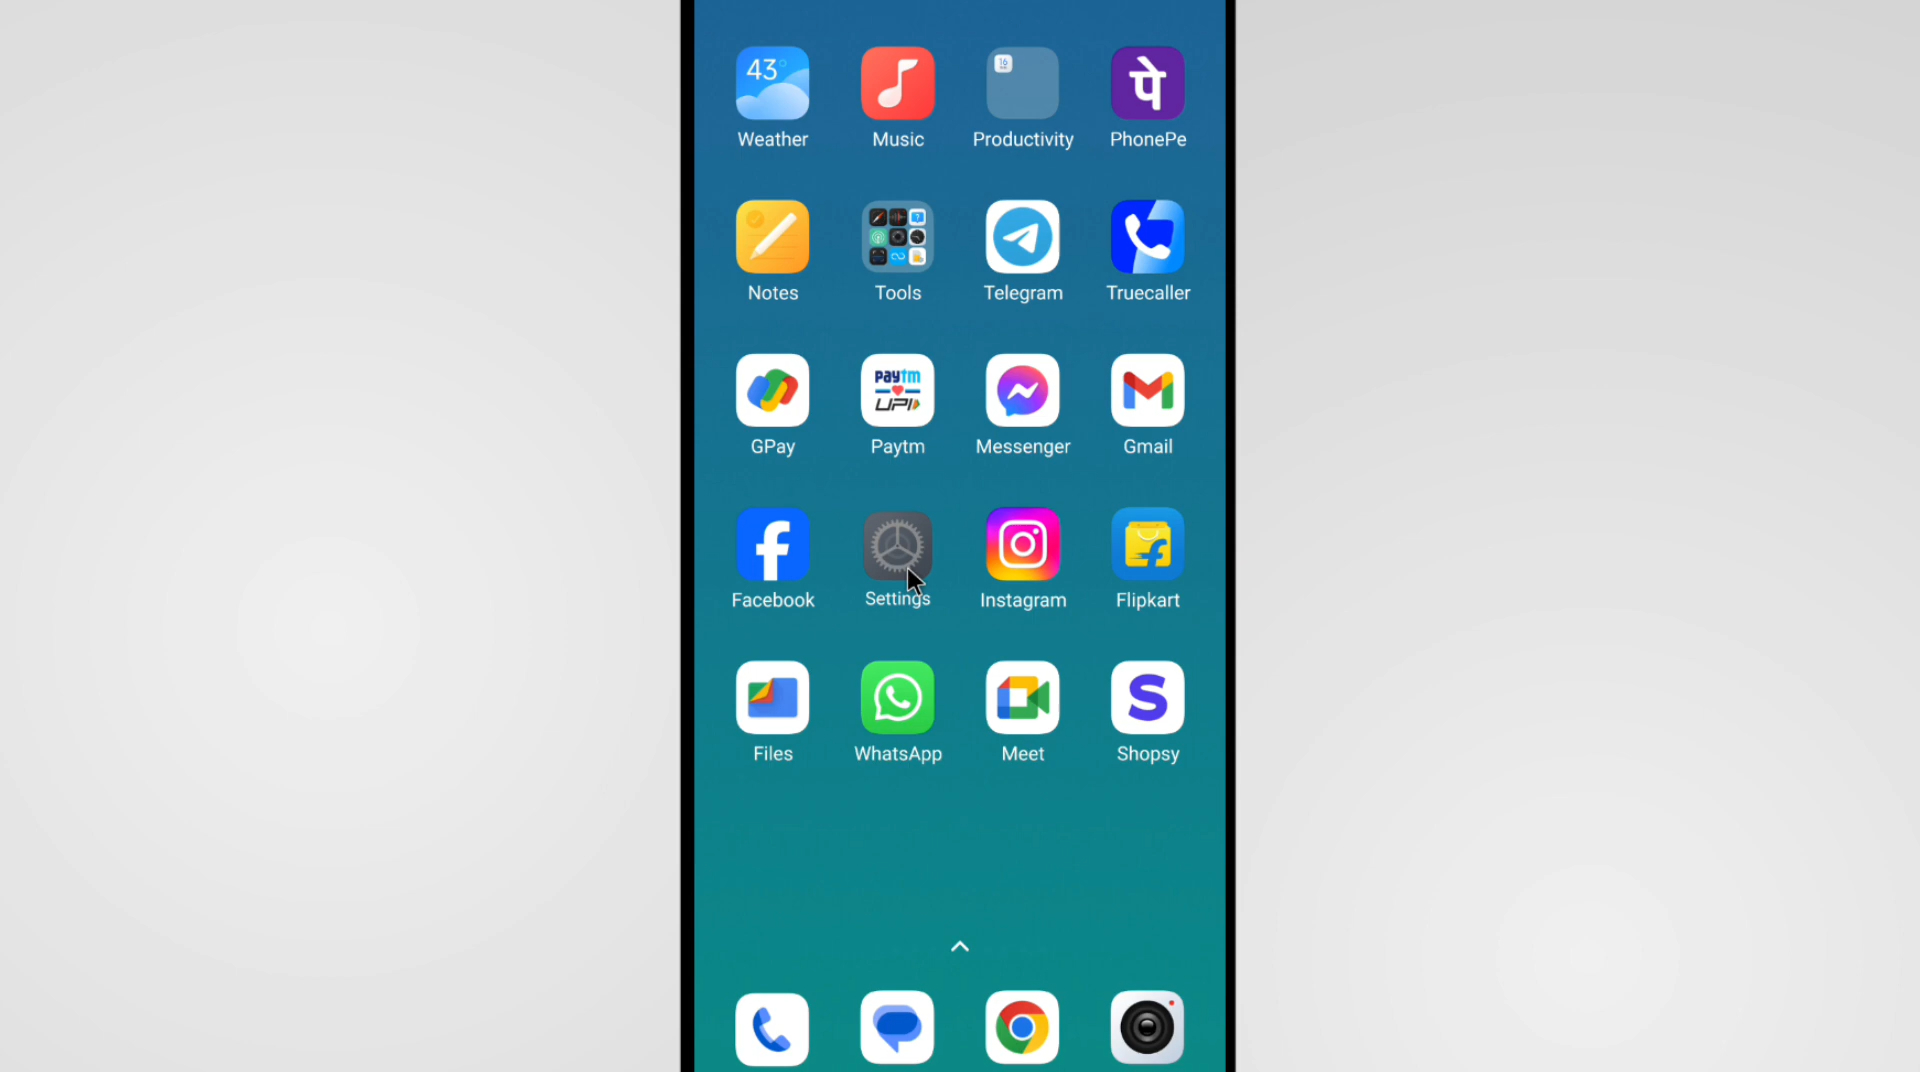 43°
Weather
Music
16
Productivity
पे
PhonePe
Notes
Tools
Telegram
Truecaller
GPay
paytm
UPI
Paytm
Messenger
Gmail
Facebook
Settings
Instagram
Flipkart
Files
WhatsApp
Meet
S
Shopsy